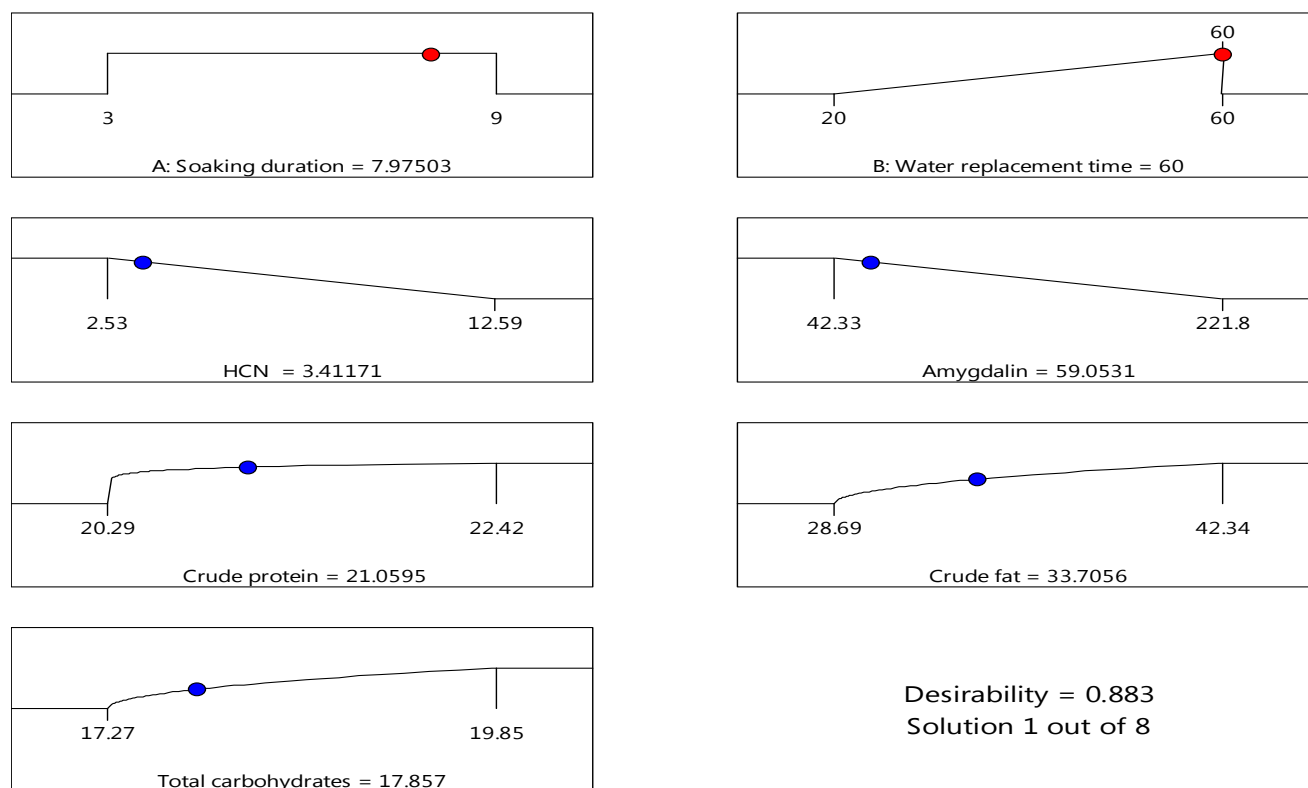 3 9
A: Soaking duration = 7.97503
60
20 60
B: Water replacement time = 60
2.53 12.59
HCN = 3.41171
42.33 221.8
Amygdalin = 59.0531
20.29 22.42
Crude protein = 21.0595
28.69 42.34
Crude fat = 33.7056
17.27 19.85
Total carbohydrates = 17.857
Desirability = 0.883
Solution 1 out of 8